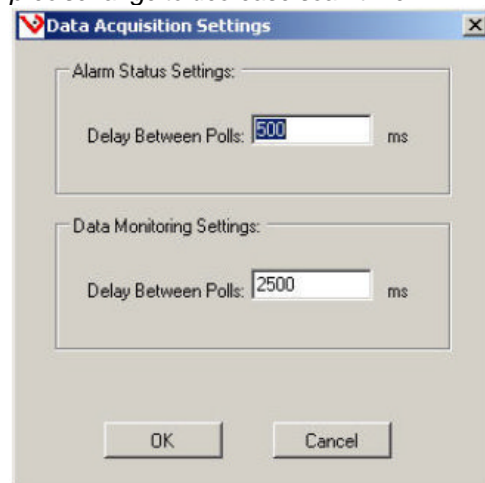 Data Acquisition Settings
Alarm Status Settings:
Delay Between Polls: 500 ms
Data Monitoring Settings:
Delay Between Polls: 2500 ms
OK Cancel